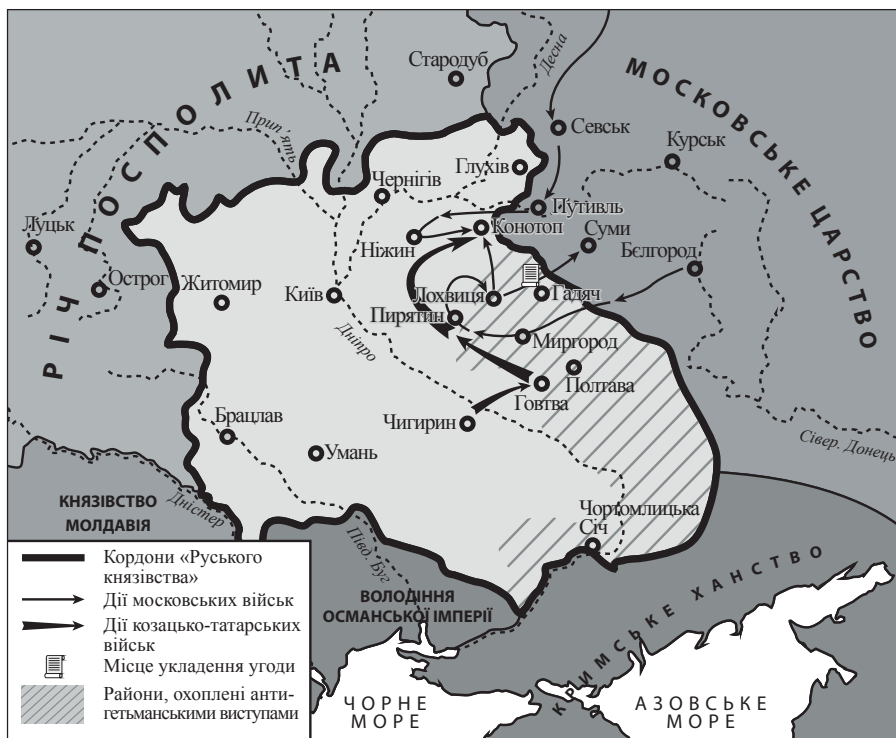 РІЧ ПОСПОЛИТА
МОСКОВСЬКЕ ЦАРСТВО
Стародуб
Десна
Севськ
Курськ
Прип’ять
Глухів
Чернігів
Путивль
Конотоп
Суми
Луцьк
Ніжин
Бєлгород
Острог
Житомир
Київ
Лохвиця
Гадяч
Пирятин
Дніпро
Миргород
Полтава
Говтва
Чигирин
Брацлав
Умань
Сівер. Донець
КНЯЗІВСТВО
МОЛДАВІЯ
Дністер
Чортомлицька
Січ
Півд. Буг
ВОЛОДІННЯ
ОСМАНСЬКОЇ ІМПЕРІЇ
КРИМСЬКЕ ХАНСТВО
ЧОРНЕ
МОРЕ
АЗОВСЬКЕ
МОРЕ
Кордони «Руського
князівства»
Дії московських військ
Дії козацько-татарських
військ
Місце укладення угоди
Райони, охоплені анти-
гетьманськими виступами